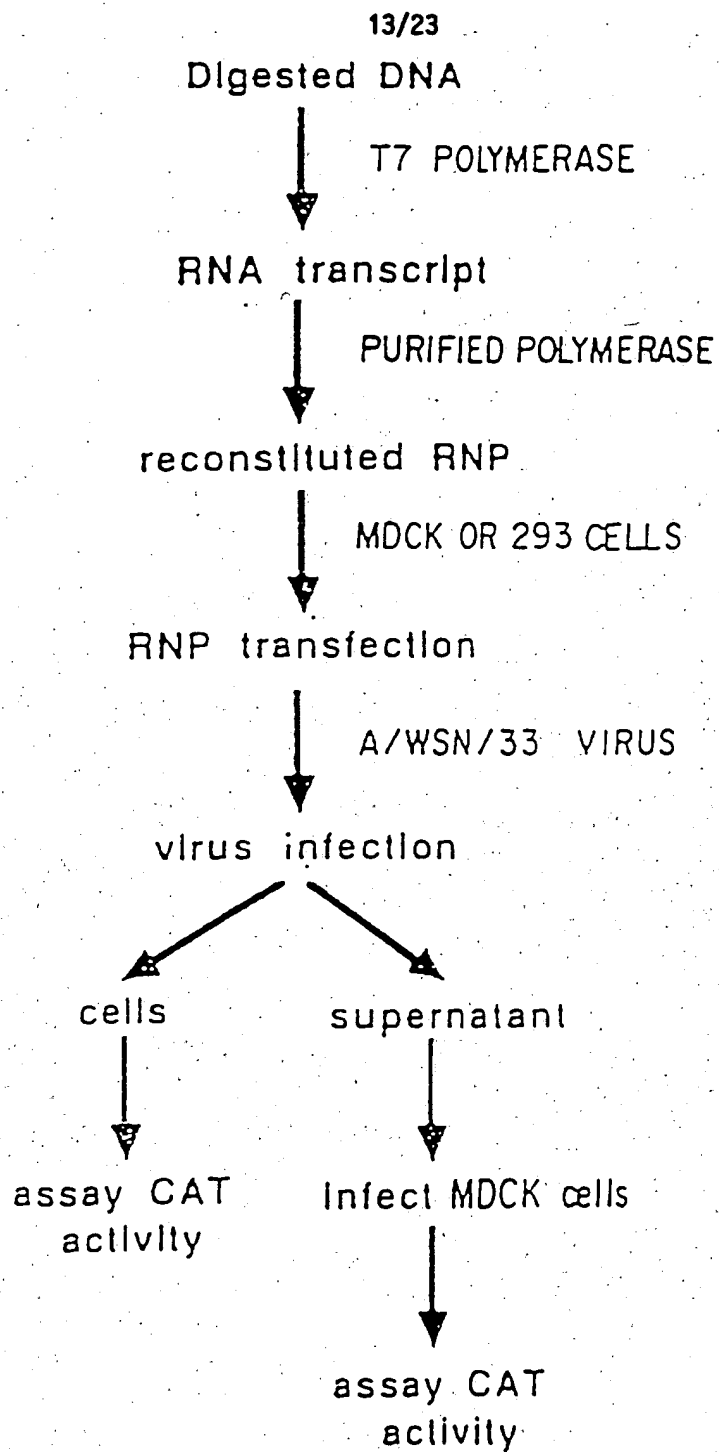 13/23
Digested DNA
T7 POLYMERASE
RNA transcript
PURIFIED POLYMERASE
reconstituted RNP
MDCK OR 293 CELLS
RNP transfection
A/WSN/33 VIRUS
virus infection
cells
supernatant
assay CAT
activity
infect MDCK cells
assay CAT
activity